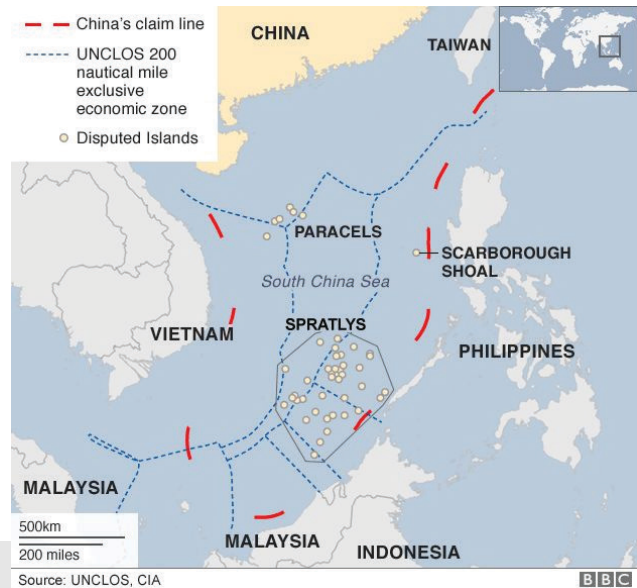 China's claim line
UNCLOS 200
nautical mile
exclusive
economic zone
Disputed Islands
CHINA
TAIWAN
PARACELS
SCARBOROUGH
SHOAL
South China Sea
VIETNAM
SPRATLYS
PHILIPPINES
MALAYSIA
500km
200 miles
MALAYSIA
INDONESIA
Source: UNCLOS, CIA
BBC